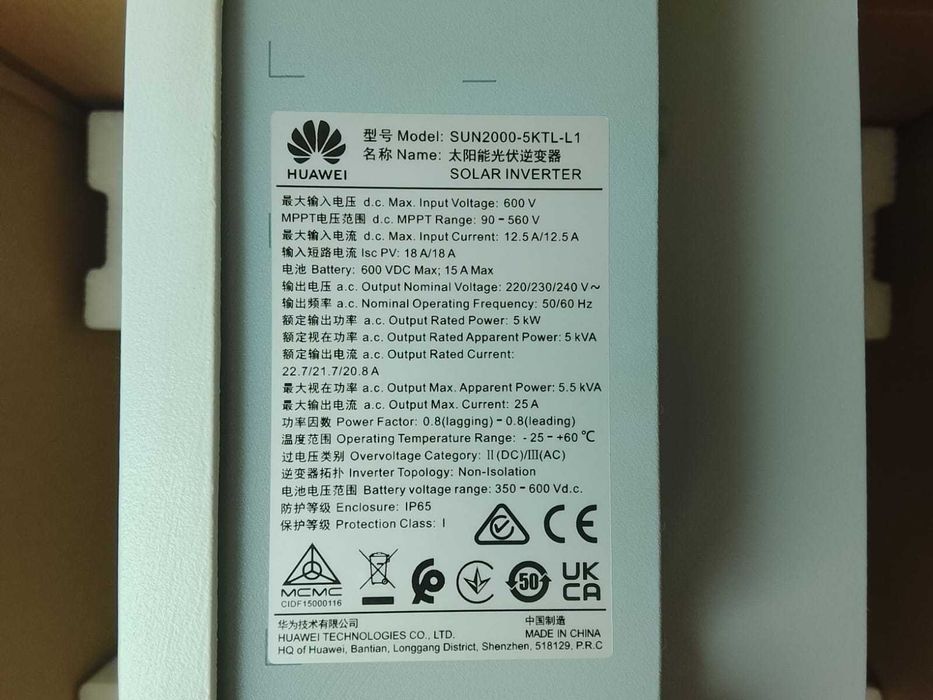 HUAWEI
型号 Model: SUN2000-5KTL-L1
名称 Name: 太阳能光伏逆变器
SOLAR INVERTER
最大输入电压 d.c. Max. Input Voltage: 600 V
MPPT电压范围 d.c. MPPT Range: 90 - 560 V
最大输入电流 d.c. Max. Input Current: 12.5 A/12.5 A
输入短路电流 Isc PV: 18 A/18 A
电池 Battery: 600 VDC Max; 15 A Max
输出电压 a.c. Output Nominal Voltage: 220/230/240 V～
输出频率 a.c. Nominal Operating Frequency: 50/60 Hz
额定输出功率 a.c. Output Rated Power: 5 kW
额定视在功率 a.c. Output Rated Apparent Power: 5 kVA
额定输出电流 a.c. Output Rated Current:
22.7/21.7/20.8 A
最大视在功率 a.c. Output Max. Apparent Power: 5.5 kVA
最大输出电流 a.c. Output Max. Current: 25 A
功率因数 Power Factor: 0.8(lagging) - 0.8(leading)
温度范围 Operating Temperature Range: - 25 - +60 ℃
过电压类别 Overvoltage Category: Ⅱ(DC)/Ⅲ(AC)
逆变器拓扑 Inverter Topology: Non-Isolation
电池电压范围 Battery voltage range: 350 - 600 Vd.c.
防护等级 Enclosure: IP65
保护等级 Protection Class: I
CE
MCMC
CIDF15000116
50
UK
CA
华为技术有限公司
HUAWEI TECHNOLOGIES CO., LTD.
中国制造
MADE IN CHINA
HQ of Huawei, Bantian, Longgang District, Shenzhen, 518129, P.R.C